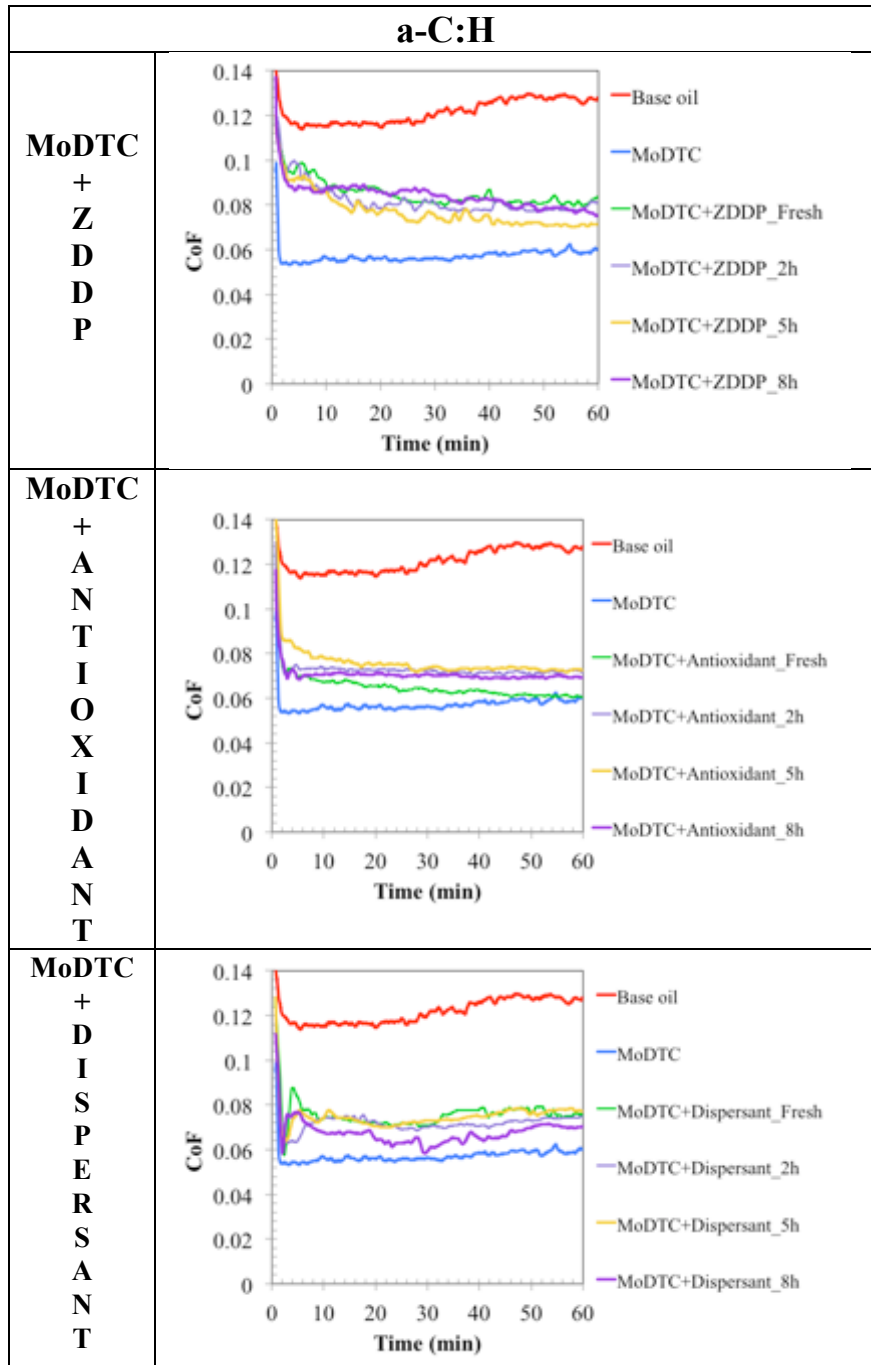 a-C:H
MoDTC
+
Z
D
D
P
0.14
0.12
0.1
0.08
0.06
0.04
0.02
0
CoF
0 10 20 30 40 50 60
Time (min)
Base oil
MoDTC
MoDTC+ZDDP_Fresh
MoDTC+ZDDP_2h
MoDTC+ZDDP_5h
MoDTC+ZDDP_8h
MoDTC
+
A
N
T
I
O
X
I
D
A
N
T
0.14
0.12
0.1
0.08
0.06
0.04
0.02
0
CoF
0 10 20 30 40 50 60
Time (min)
Base oil
MoDTC
MoDTC+Antioxidant_Fresh
MoDTC+Antioxidant_2h
MoDTC+Antioxidant_5h
MoDTC+Antioxidant_8h
MoDTC
+
D
I
S
P
E
R
S
A
N
T
0.14
0.12
0.1
0.08
0.06
0.04
0.02
0
CoF
0 10 20 30 40 50 60
Time (min)
Base oil
MoDTC
MoDTC+Dispersant_Fresh
MoDTC+Dispersant_2h
MoDTC+Dispersant_5h
MoDTC+Dispersant_8h